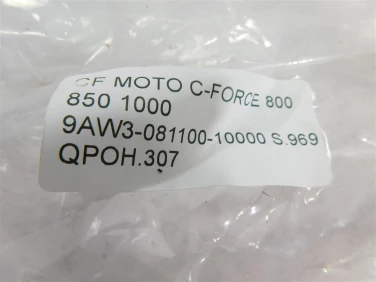 CF MOTO C-FORCE 800
850 1000
9AW3-081100-10000 S.969
QPOH.307